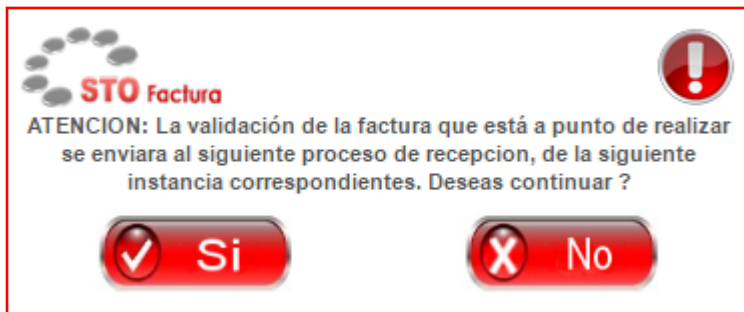 STO Factura
ATENCION: La validación de la factura que está a punto de realizar
se enviara al siguiente proceso de recepcion, de la siguiente
instancia correspondientes. Deseas continuar ?
Si No